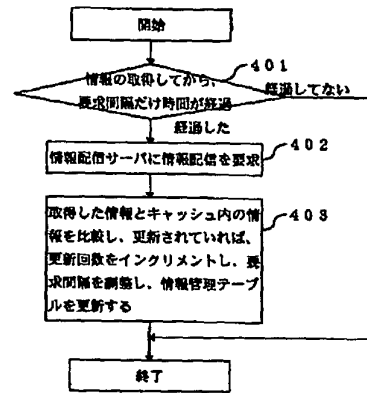 開始
401
情報の取得してから、
要求間隔だけ時間が経過
経過してない
経過した
402
情報配信サーバに情報配信を要求
403
取得した情報とキャッシュ内の情
報を比較し、更新されていれば、
更新回数をインクリメントし、要
求間隔を調整し、情報管理テーブ
ルを更新する
終了